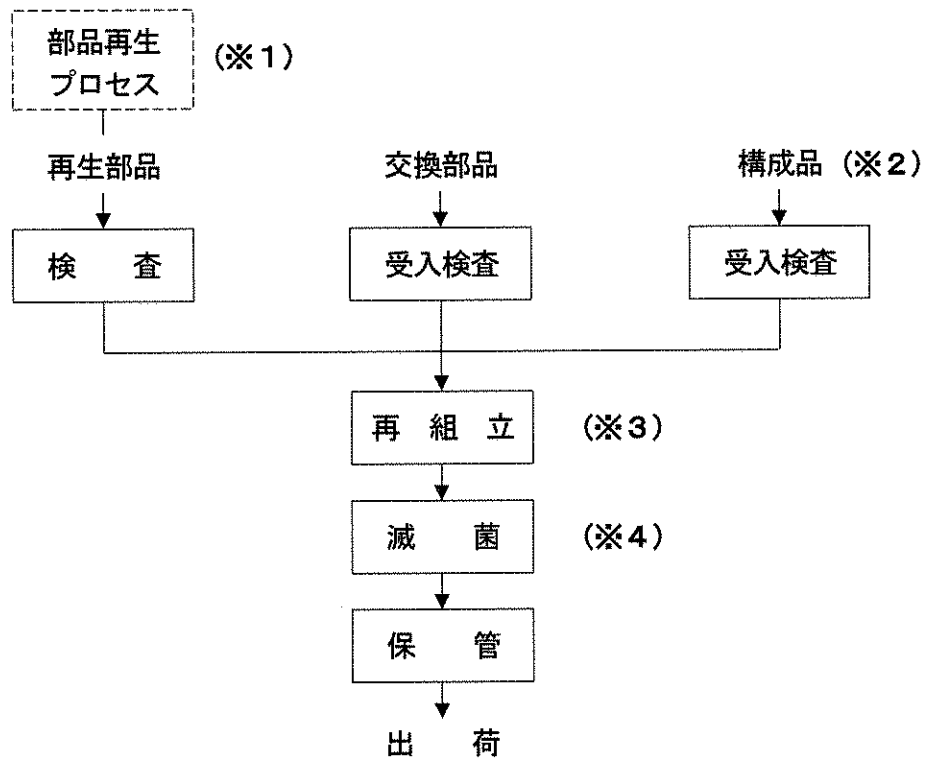 部品再生
プロセス
(※1)
再生部品
交換部品
構成品 (※2)
検 査
受入検査
受入検査
再 組 立
(※3)
滅 菌
(※4)
保 管
出 荷